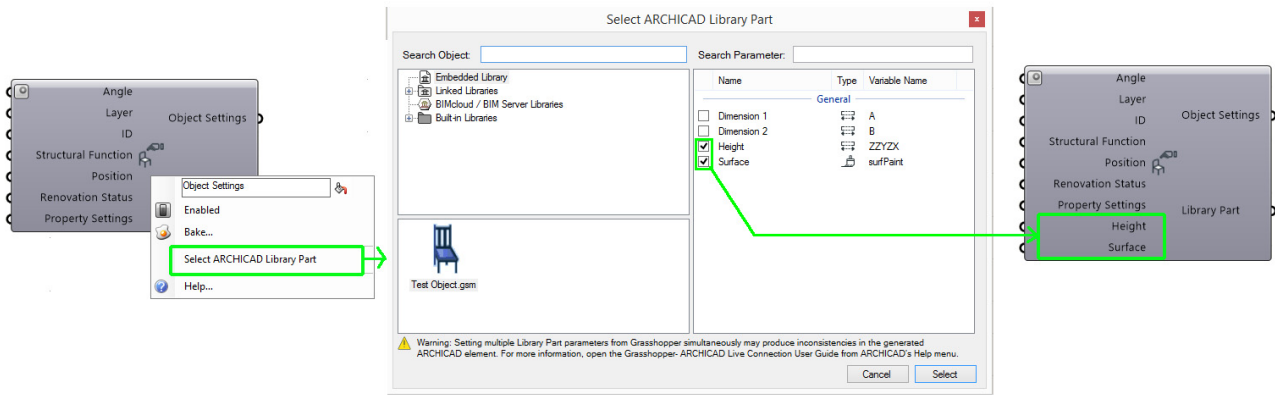 Angle
Layer
ID
Structural Function
Position
Renovation Status
Property Settings
Object Settings
Object Settings
Enabled
Bake...
Select ARCHICAD Library Part
Help...
Select ARCHICAD Library Part
x
Search Object:
Search Parameter:
Embedded Library
Linked Libraries
BIMcloud / BIM Server Libraries
Built-in Libraries
Test Object.gsm
Name Type Variable Name
General
Dimension 1 A
Dimension 2 B
Height ZZYZX
Surface surfPaint
Warning: Setting multiple Library Part parameters from Grasshopper simultaneously may produce inconsistencies in the generated
ARCHICAD element. For more information, open the Grasshopper- ARCHICAD Live Connection User Guide from ARCHICAD's Help menu.
Cancel Select
Angle
Layer
ID
Structural Function
Position
Renovation Status
Property Settings
Height
Surface
Object Settings
Library Part